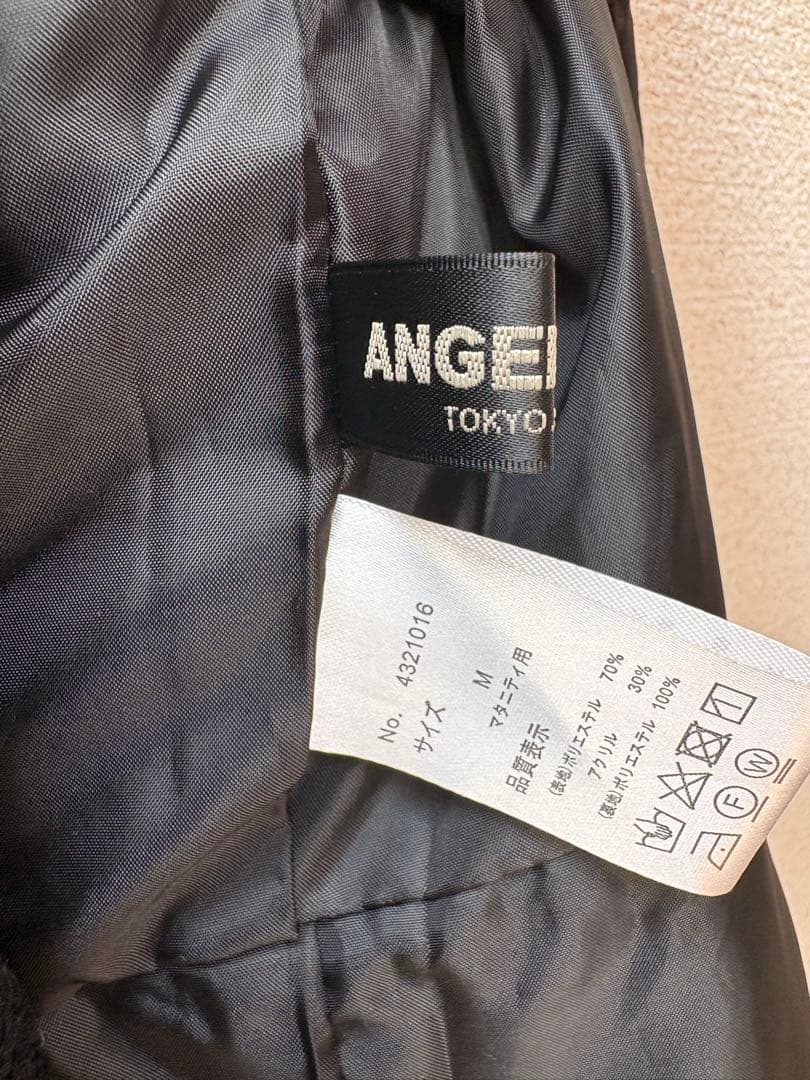 ANGEL
TOKYO
No. 4321016
サイズ
M
マタニティ用
品質表示
(表地)ポリエステル 70%
アクリル 30%
(裏地)ポリエステル 100%
F W